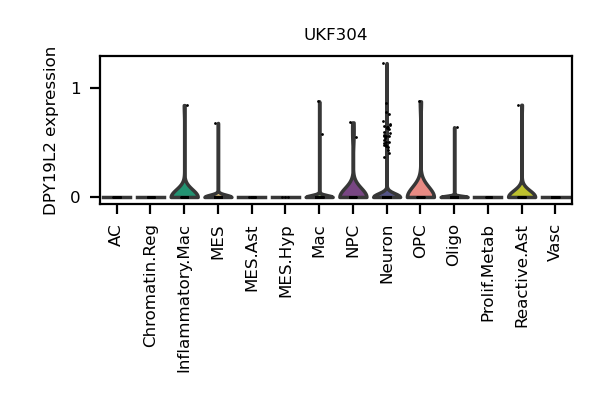 UKF304
DPY19L2 expression
1
0
AC
Chromatin.Reg
Inflammatory.Mac
MES
MES.Ast
MES.Hyp
Mac
NPC
Neuron
OPC
Oligo
Prolif.Metab
Reactive.Ast
Vasc